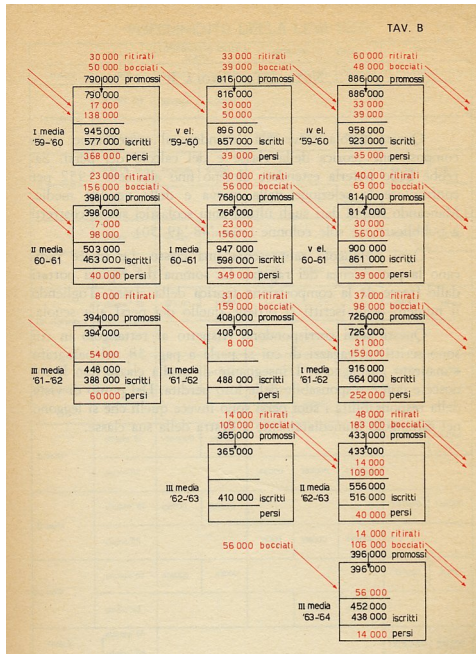 TAV. B
30 000 ritirati
50 000 bocciati
790 000 promossi
790 000
17 000
138 000
I media
'59-'60
945 000
577 000 iscritti
368 000 persi
33 000 ritirati
39 000 bocciati
816 000 promossi
816 000
30 000
50 000
V el.
'59-'60
896 000
857 000 iscritti
39 000 persi
60 000 ritirati
48 000 bocciati
886 000 promossi
886 000
33 000
39 000
IV el.
'59-'60
958 000
923 000 iscritti
35 000 persi
23 000 ritirati
156 000 bocciati
398 000 promossi
398 000
7 000
98 000
II media
60-61
503 000
463 000 iscritti
40 000 persi
30 000 ritirati
56 000 bocciati
768 000 promossi
768 000
23 000
156 000
I media
60-61
947 000
598 000 iscritti
349 000 persi
40 000 ritirati
69 000 bocciati
814 000 promossi
814 000
30 000
56 000
V el.
60-61
900 000
861 000 iscritti
39 000 persi
8 000 ritirati
394 000 promossi
394 000
54 000
III media
'61-'62
448 000
388 000 iscritti
60 000 persi
31 000 ritirati
159 000 bocciati
408 000 promossi
408 000
8 000
II media
'61-'62
488 000 iscritti
persi
37 000 ritirati
98 000 bocciati
726 000 promossi
726 000
31 000
159 000
I media
'61-'62
916 000
664 000 iscritti
252 000 persi
14 000 ritirati
109 000 bocciati
365 000 promossi
365 000
III media
'62-'63
410 000 iscritti
persi
48 000 ritirati
183 000 bocciati
433 000 promossi
433 000
14 000
109 000
II media
'62-'63
556 000
516 000 iscritti
40 000 persi
56 000 bocciati
14 000 ritirati
106 000 bocciati
396 000 promossi
396 000
56 000
III media
'63-'64
452 000
438 000 iscritti
14 000 persi